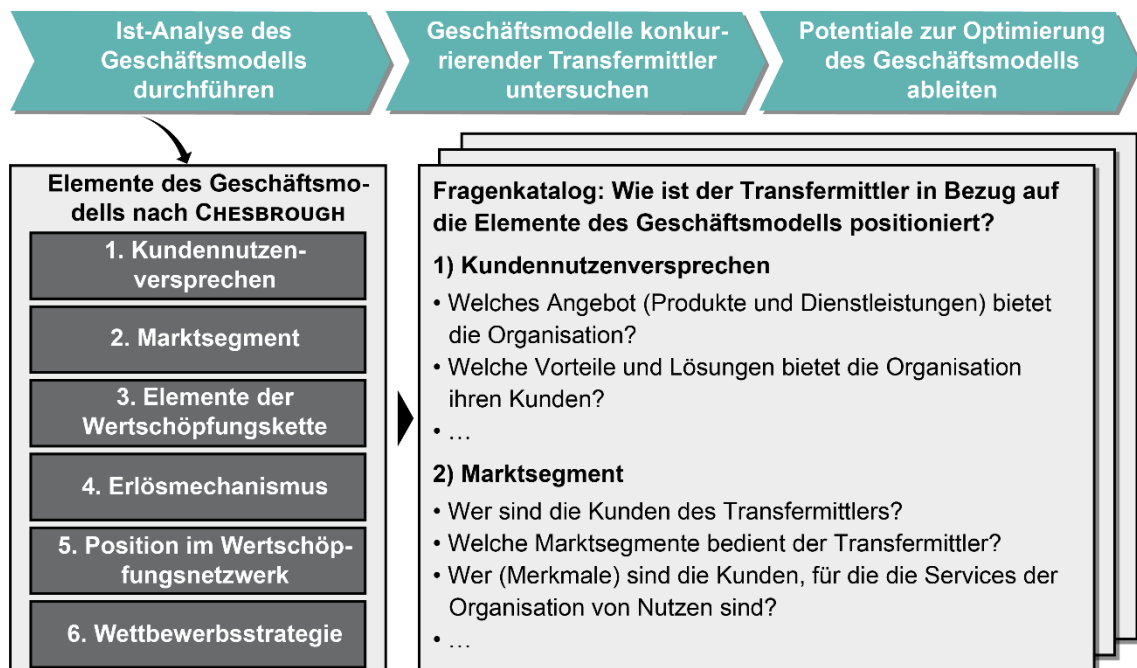 Ist-Analyse des
Geschäftsmodells
durchführen
Geschäftsmodelle konkur-
rierender Transfermittler
untersuchen
Potentiale zur Optimierung
des Geschäftsmodells
ableiten
Elemente des Geschäftsmo-
dells nach CHESBROUGH
1. Kundennutzen-
versprechen
2. Marktsegment
3. Elemente der
Wertschöpfungskette
4. Erlösmechanismus
5. Position im Wertschöp-
fungsnetzwerk
6. Wettbewerbsstrategie
Fragenkatalog: Wie ist der Transfermittler in Bezug auf
die Elemente des Geschäftsmodells positioniert?
1) Kundennutzenversprechen
• Welches Angebot (Produkte und Dienstleistungen) bietet
die Organisation?
• Welche Vorteile und Lösungen bietet die Organisation
ihren Kunden?
• …
2) Marktsegment
• Wer sind die Kunden des Transfermittlers?
• Welche Marktsegmente bedient der Transfermittler?
• Wer (Merkmale) sind die Kunden, für die die Services der
Organisation von Nutzen sind?
• …